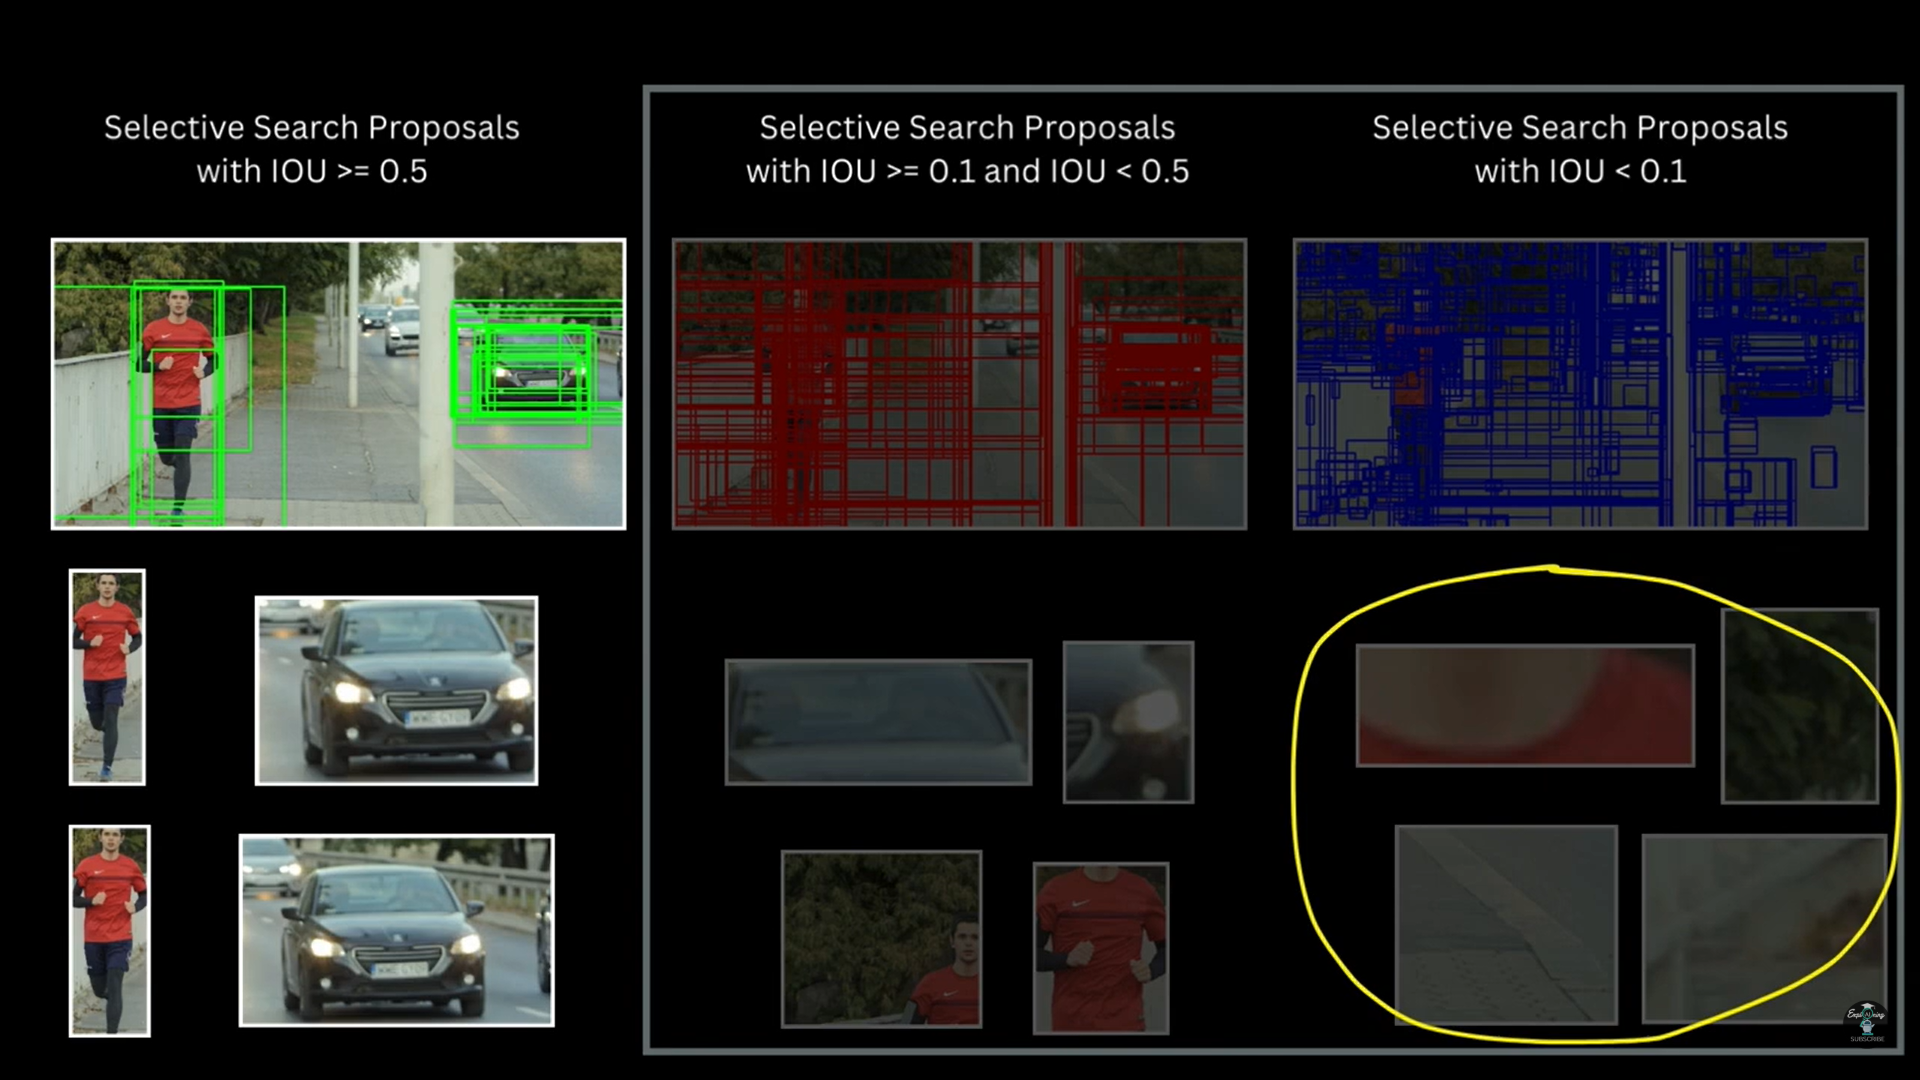 Selective Search Proposals
with IOU >= 0.5
Selective Search Proposals
with IOU >= 0.1 and IOU < 0.5
Selective Search Proposals
with IOU < 0.1
SUBSCRIBE